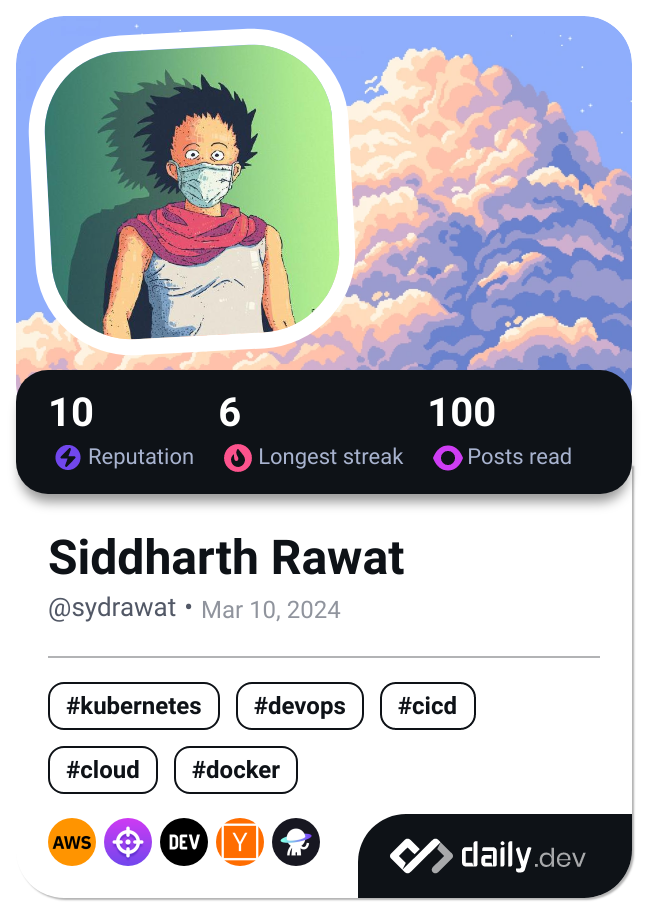 10 6 100
Reputation Longest streak Posts read
Siddharth Rawat
@sydrawat • Mar 10, 2024
#kubernetes #devops #cicd
#cloud #docker
AWS DEV Y daily.dev